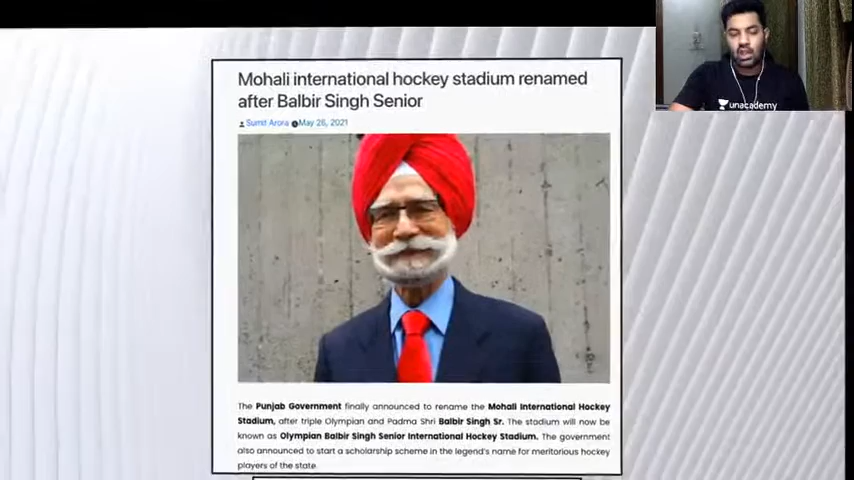 Mohali international hockey stadium renamed
after Balbir Singh Senior
Sumit Arora May 26, 2021
unacademy
The Punjab Government finally announced to rename the Mohali International Hockey
Stadium, after triple Olympian and Padma Shri Balbir Singh Sr. The stadium will now be
known as Olympian Balbir Singh Senior International Hockey Stadium. The government
also announced to start a scholarship scheme in the legend's name for meritorious hockey
players of the state.